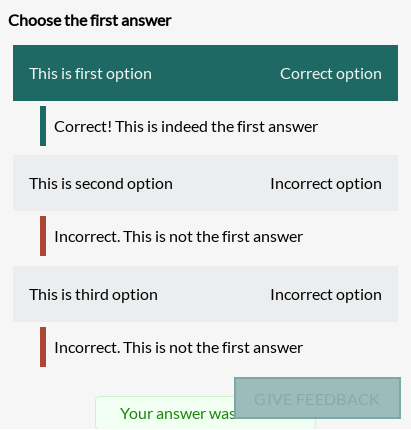 Choose the first answer
This is first option Correct option
Correct! This is indeed the first answer
This is second option Incorrect option
Incorrect. This is not the first answer
This is third option Incorrect option
Incorrect. This is not the first answer
GIVE FEEDBACK
Your answer was